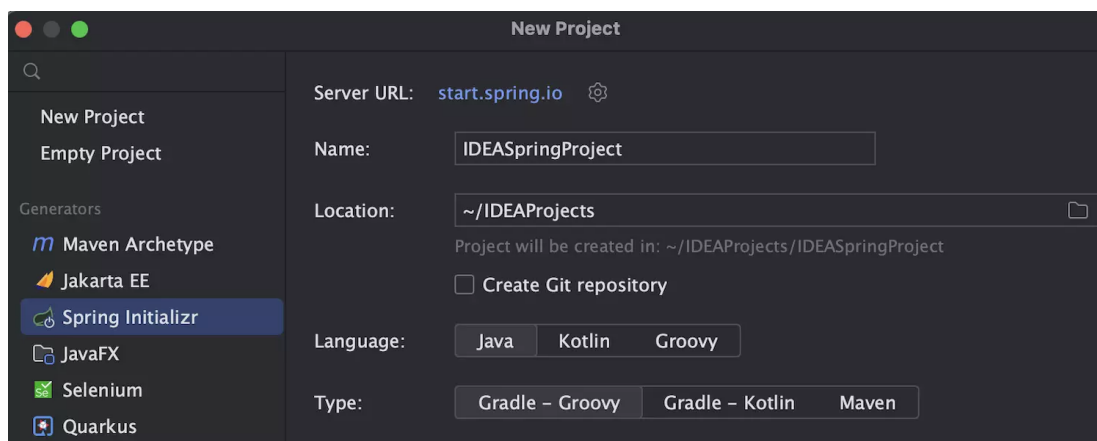 New Project
New Project
Empty Project
Generators
Maven Archetype
Jakarta EE
Spring Initializr
JavaFX
Selenium
Quarkus
Server URL: start.spring.io
Name: IDEASpringProject
Location: ~/IDEAProjects
Project will be created in: ~/IDEAProjects/IDEASpringProject
Create Git repository
Language: Java Kotlin Groovy
Type: Gradle – Groovy Gradle – Kotlin Maven